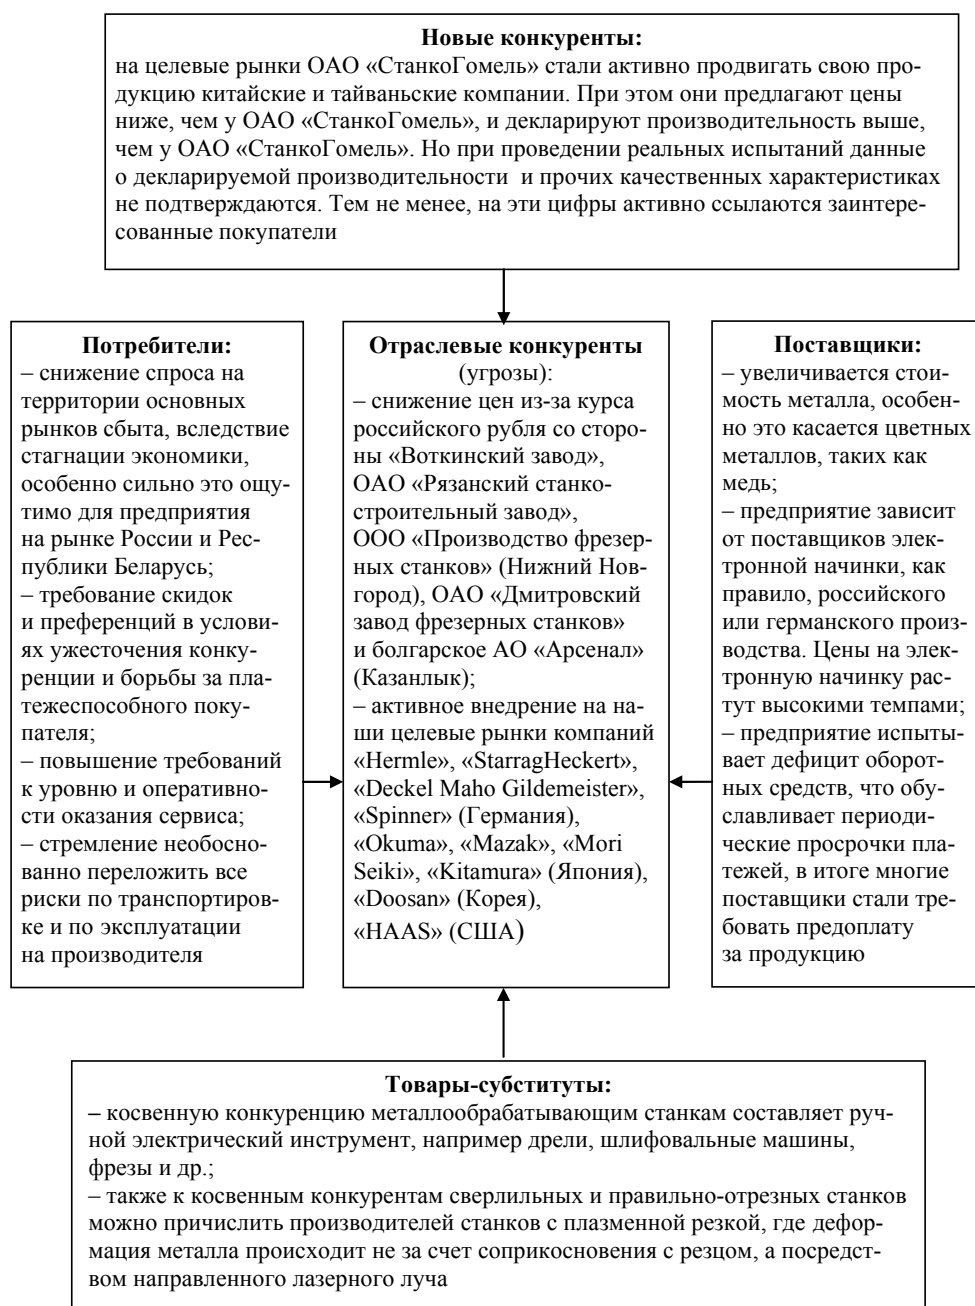 Новые конкуренты:
на целевые рынки ОАО «СтанкоГомель» стали активно продвигать свою про-
дукцию китайские и тайваньские компании. При этом они предлагают цены
ниже, чем у ОАО «СтанкоГомель», и декларируют производительность выше,
чем у ОАО «СтанкоГомель». Но при проведении реальных испытаний данные
о декларируемой производительности и прочих качественных характеристиках
не подтверждаются. Тем не менее, на эти цифры активно ссылаются заинтере-
сованные покупатели
Потребители:
– снижение спроса на
территории основных
рынков сбыта, вследствие
стагнации экономики,
особенно сильно это ощу-
тимо для предприятия
на рынке России и Рес-
публики Беларусь;
– требование скидок
и преференций в услови-
ях ужесточения конку-
ренции и борьбы за пла-
тежеспособного поку-
пателя;
– повышение требований
к уровню и оперативно-
сти оказания сервиса;
– стремление необосно-
ванно переложить все
риски по транспортиров-
ке и по эксплуатации
на производителя
Отраслевые конкуренты
(угрозы):
– снижение цен из-за курса
российского рубля со сторо-
ны «Воткинский завод»,
ОАО «Рязанский станко-
строительный завод»,
ООО «Производство фрезер-
ных станков» (Нижний Нов-
город), ОАО «Дмитровский
завод фрезерных станков»
и болгарское АО «Арсенал»
(Казанлык);
– активное внедрение на на-
ши целевые рынки компаний
«Hermle», «StarragHeckert»,
«Deckel Maho Gildemeister»,
«Spinner» (Германия),
«Okuma», «Mazak», «Mori
Seiki», «Kitamura» (Япония),
«Doosan» (Корея),
«HAAS» (США)
Поставщики:
– увеличивается стои-
мость металла, особен-
но это касается цветных
металлов, таких как
медь;
– предприятие зависит
от поставщиков элек-
тронной начинки, как
правило, российского
или германского произ-
водства. Цены на элек-
тронную начинку рас-
тут высокими темпами;
– предприятие испыты-
вает дефицит оборот-
ных средств, что обу-
славливает периоди-
ческие просрочки пла-
тежей, в итоге многие
поставщики стали тре-
бовать предоплату
за продукцию
Товары-субституты:
– косвенную конкуренцию металлообрабатывающим станкам составляет руч-
ной электрический инструмент, например дрели, шлифовальные машины,
фрезы и др.;
– также к косвенным конкурентам сверлильных и правильно-отрезных станков
можно причислить производителей станков с плазменной резкой, где дефор-
мация металла происходит не за счет соприкосновения с резцом, а посредст-
вом направленного лазерного луча